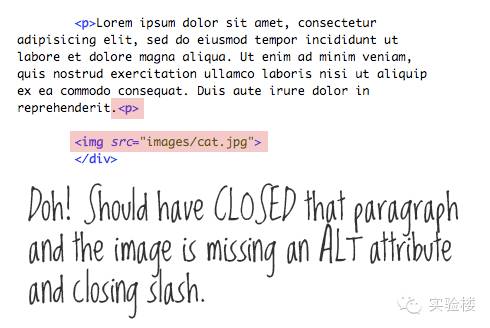 <p>Lorem ipsum dolor sit amet, consectetur
adipisicing elit, sed do eiusmod tempor incididunt ut
labore et dolore magna aliqua. Ut enim ad minim veniam,
quis nostrud exercitation ullamco laboris nisi ut aliquip
ex ea commodo consequat. Duis aute irure dolor in
reprehenderit.<p>
<img src="images/cat.jpg">
</div>
Doh! Should have CLOSED that paragraph
and the image is missing an ALT attribute
and closing slash.
实验楼